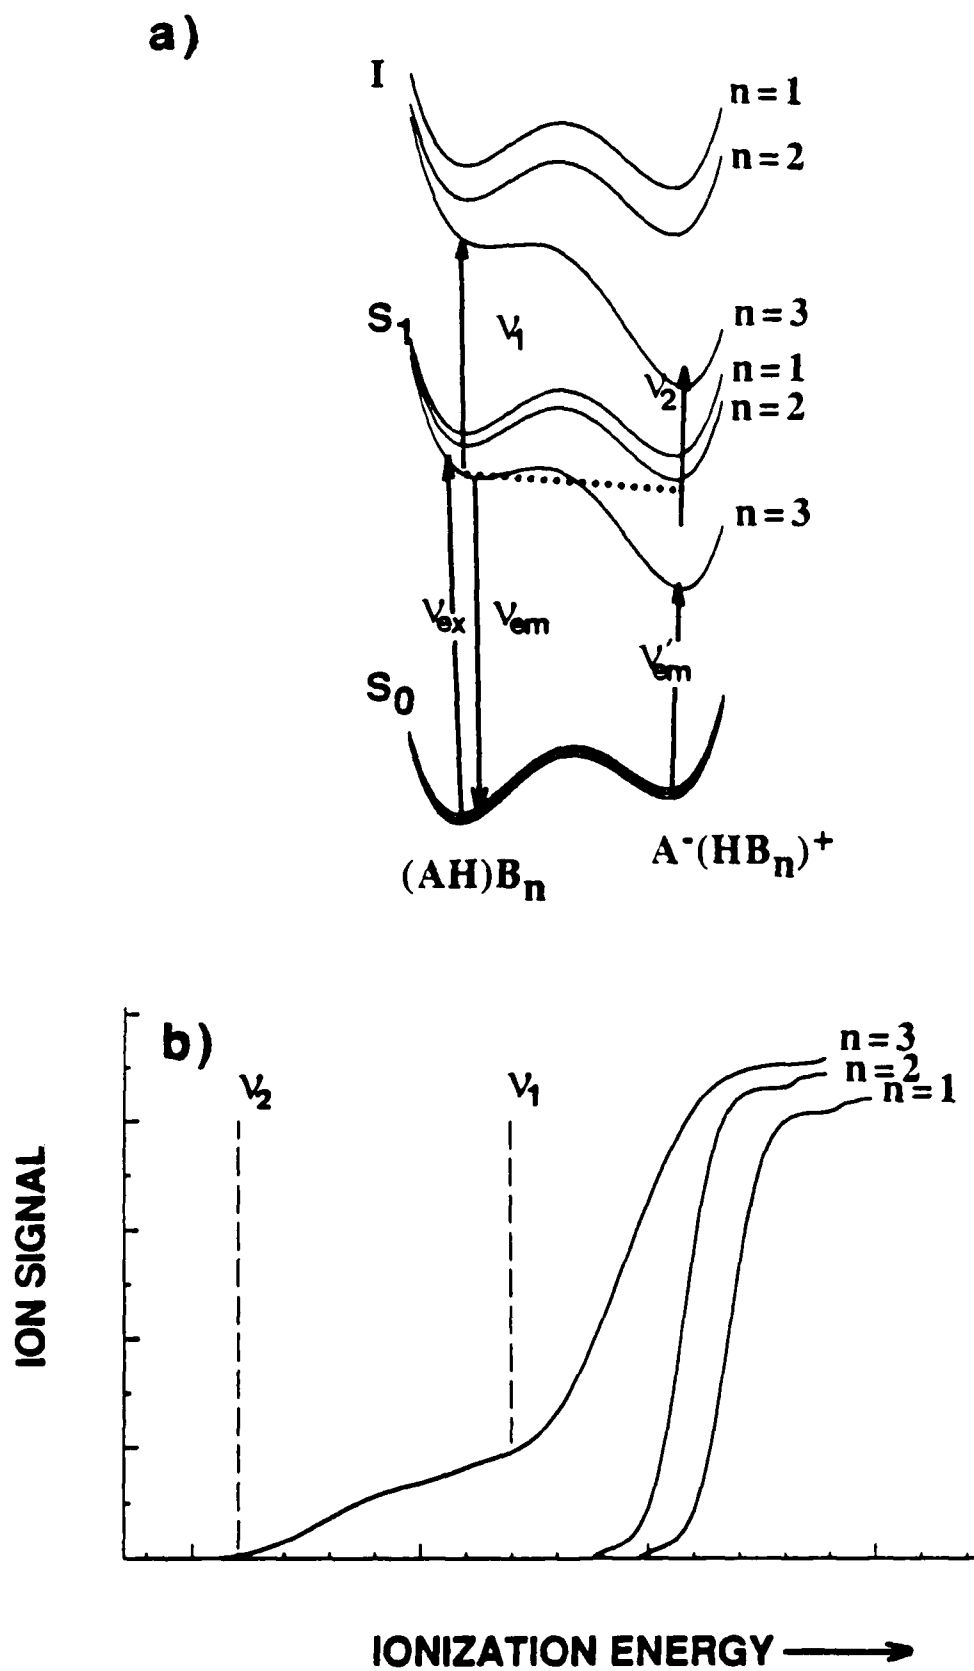 a)
I
n=1
n=2
S1
n=3
ν1
n=1
ν2
n=2
n=3
νex
νem
ν'em
S0
(AH)Bn
A-(HBn)+
b)
n=3
n=2
n=1
ν2
ν1
ION SIGNAL
IONIZATION ENERGY